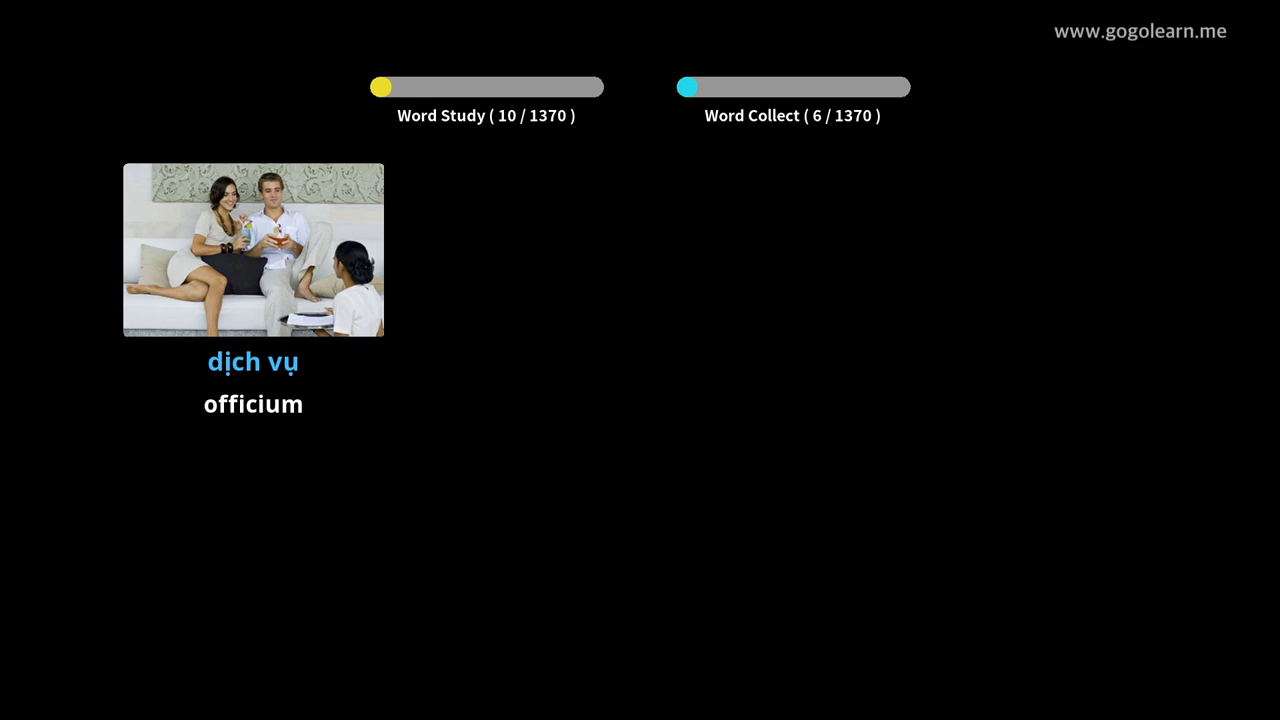 www.gogolearn.me
Word Study ( 10 / 1370 )
Word Collect ( 6 / 1370 )
dịch vụ
officium